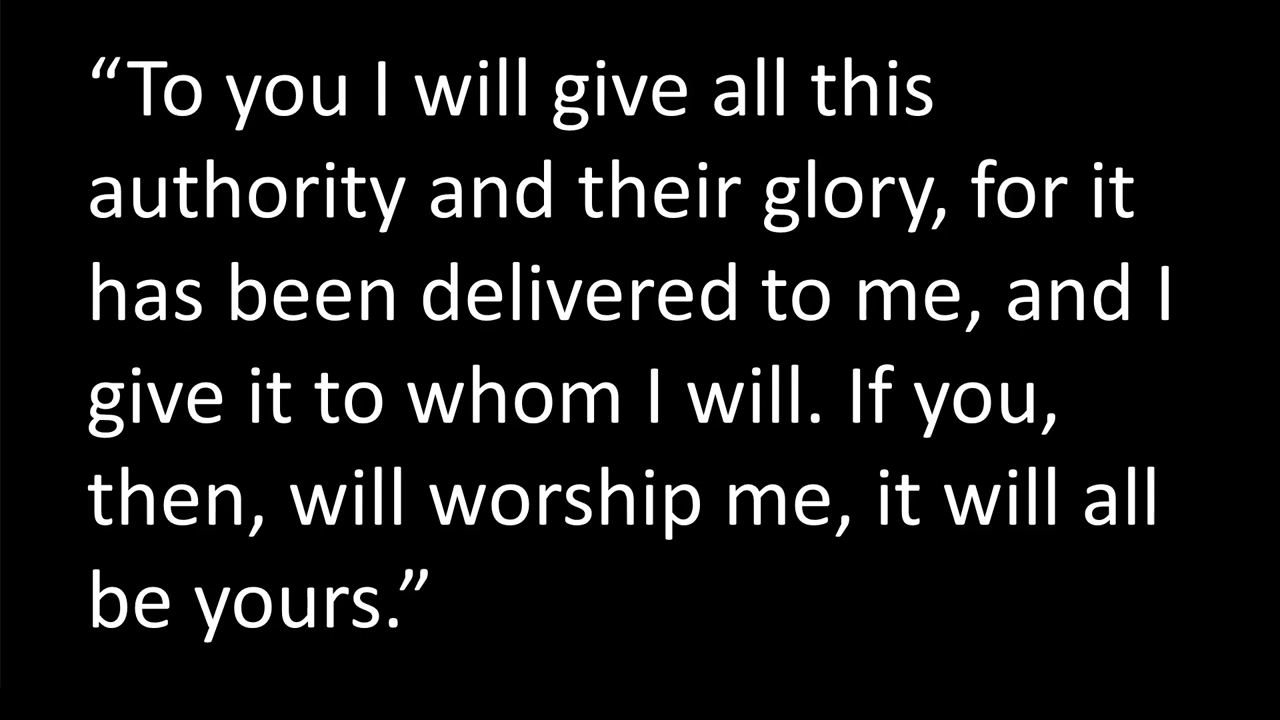 “To you I will give all this
authority and their glory, for it
has been delivered to me, and I
give it to whom I will. If you,
then, will worship me, it will all
be yours.”